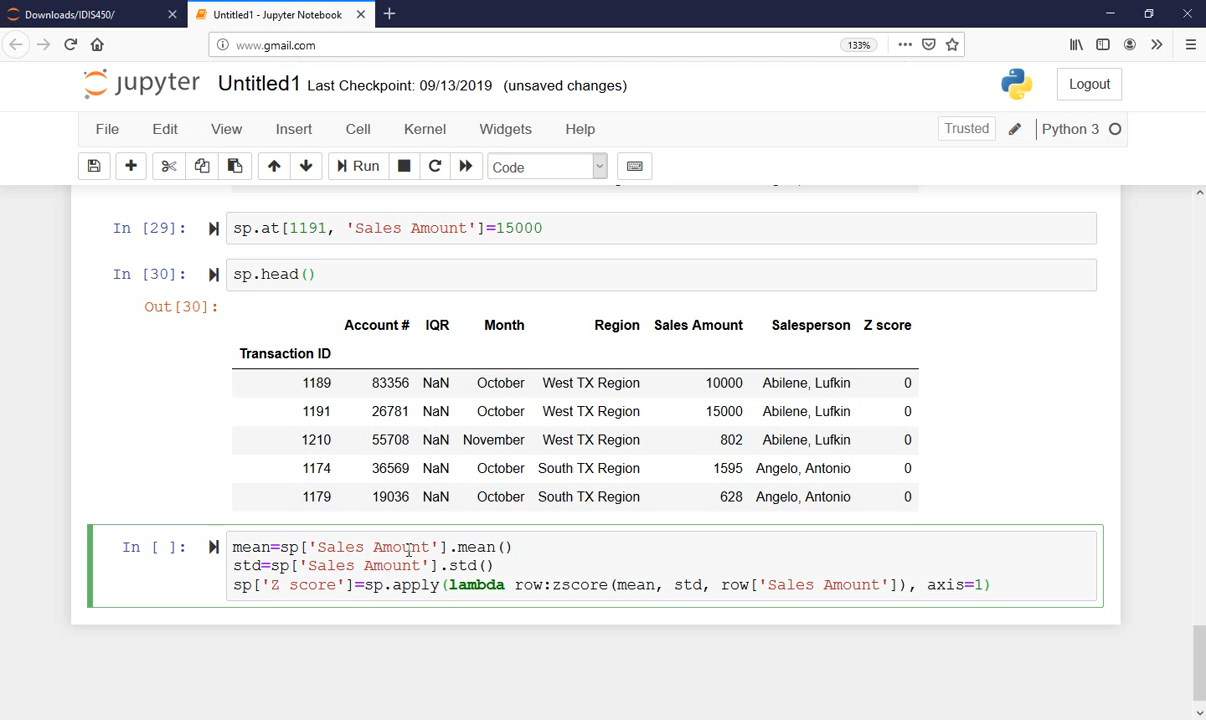 Downloads/IDIS450/
Untitled1 - Jupyter Notebook
www.gmail.com
133%
jupyter Untitled1 Last Checkpoint: 09/13/2019 (unsaved changes)
Logout
File Edit View Insert Cell Kernel Widgets Help
Trusted Python 3
Run Code
In [29]: sp.at[1191, 'Sales Amount']=15000
In [30]: sp.head()
Out[30]:
Account # IQR Month Region Sales Amount Salesperson Z score
Transaction ID
1189 83356 NaN October West TX Region 10000 Abilene, Lufkin 0
1191 26781 NaN October West TX Region 15000 Abilene, Lufkin 0
1210 55708 NaN November West TX Region 802 Abilene, Lufkin 0
1174 36569 NaN October South TX Region 1595 Angelo, Antonio 0
1179 19036 NaN October South TX Region 628 Angelo, Antonio 0
In [ ]: mean=sp['Sales Amount'].mean()
std=sp['Sales Amount'].std()
sp['Z score']=sp.apply(lambda row:zscore(mean, std, row['Sales Amount']), axis=1)